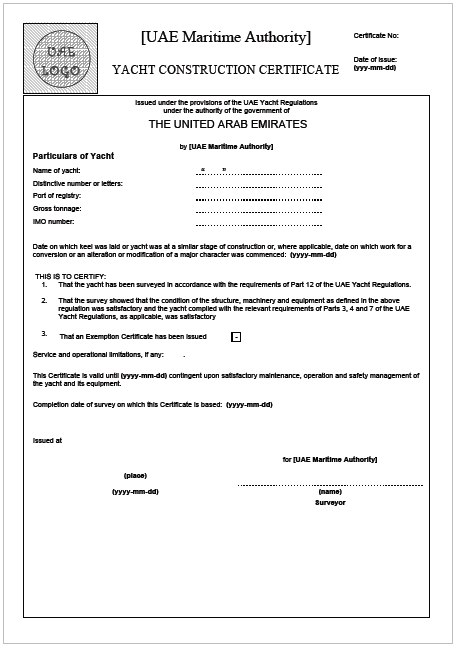 UAE
LOGO
[UAE Maritime Authority]
YACHT CONSTRUCTION CERTIFICATE
Certificate No:
Date of Issue:
(yyy-mm-dd)
Issued under the provisions of the UAE Yacht Regulations
under the authority of the government of
THE UNITED ARAB EMIRATES
by [UAE Maritime Authority]
Particulars of Yacht
Name of yacht: “ ”
Distinctive number or letters:
Port of registry:
Gross tonnage:
IMO number:
Date on which keel was laid or yacht was at a similar stage of construction or, where applicable, date on which work for a
conversion or an alteration or modification of a major character was commenced: (yyyy-mm-dd)
THIS IS TO CERTIFY:
1. That the yacht has been surveyed in accordance with the requirements of Part 12 of the UAE Yacht Regulations.
2. That the survey showed that the condition of the structure, machinery and equipment as defined in the above
regulation was satisfactory and the yacht complied with the relevant requirements of Parts 3, 4 and 7 of the UAE
Yacht Regulations, as applicable, was satisfactory
3. That an Exemption Certificate has been issued -
Service and operational limitations, if any: .
This Certificate is valid until (yyyy-mm-dd) contingent upon satisfactory maintenance, operation and safety management of
the yacht and its equipment.
Completion date of survey on which this Certificate is based: (yyyy-mm-dd)
Issued at
for [UAE Maritime Authority]
(place)
(yyyy-mm-dd)
(name)
Surveyor